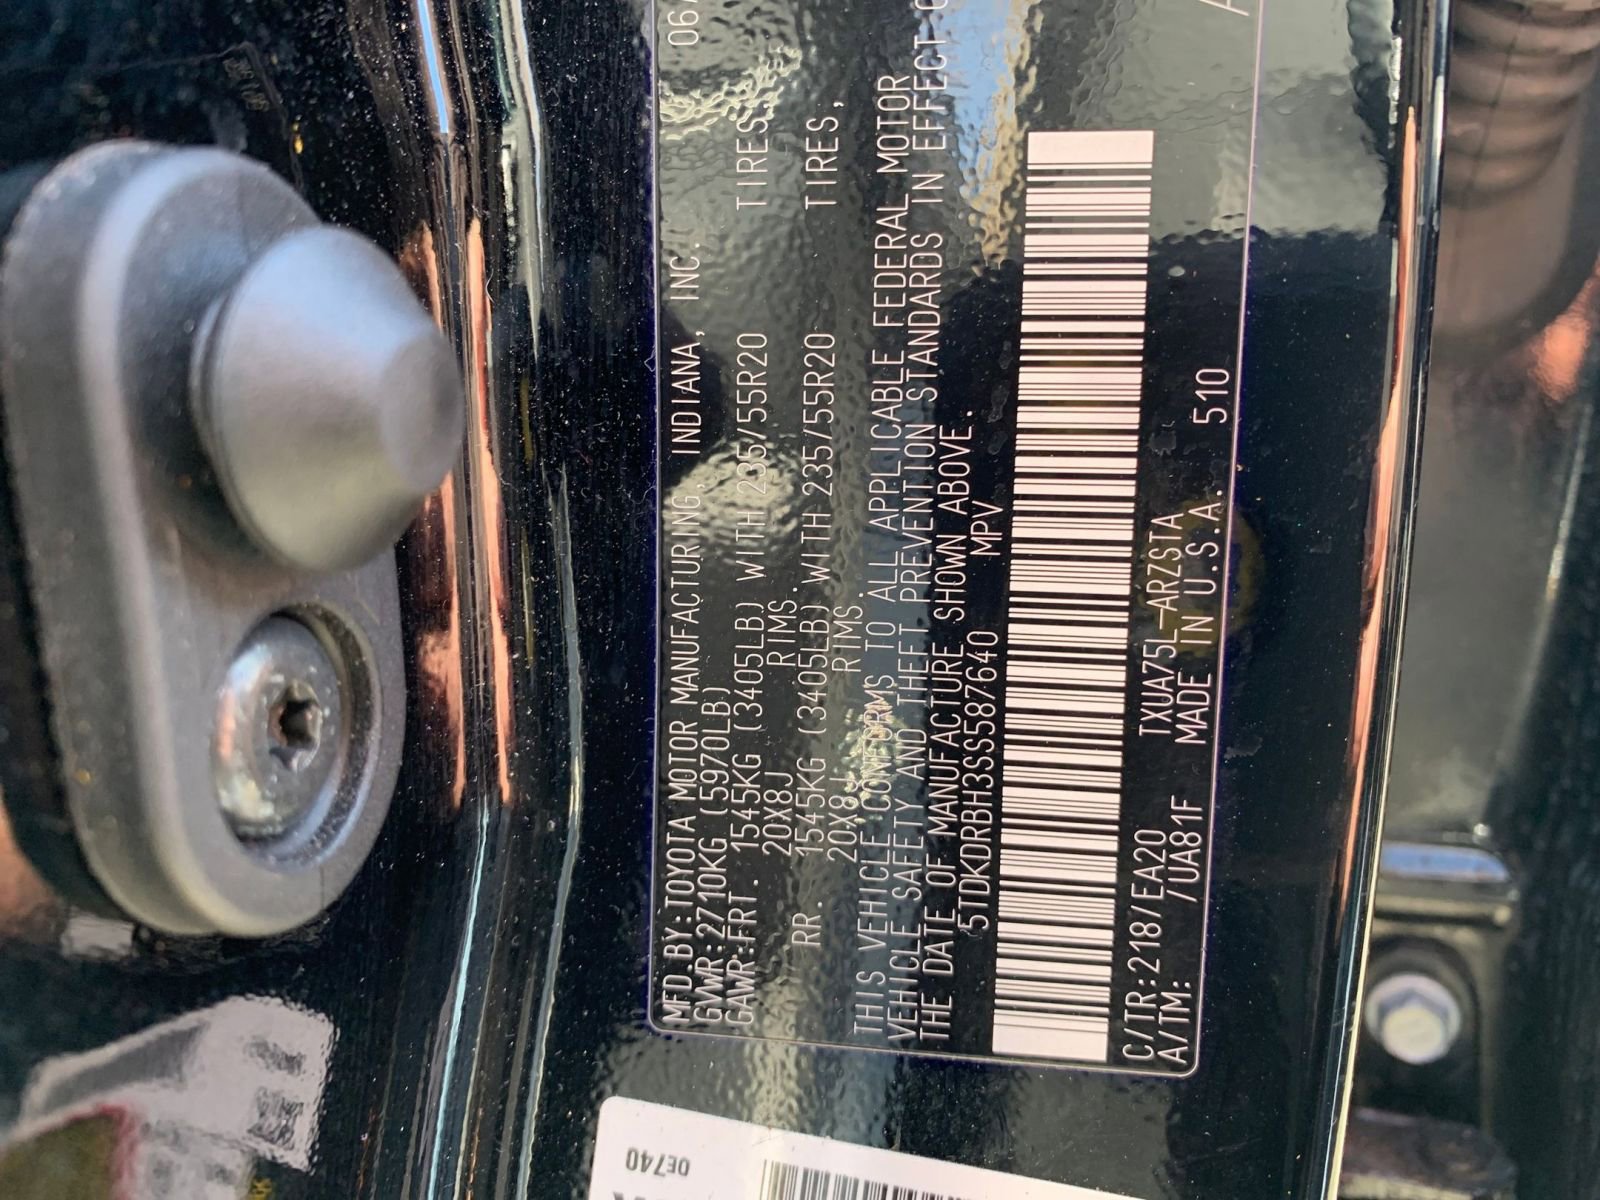 MFD.BY:TOYOTA MOTOR MANUFACTURING, INDIANA, INC. 06/
GVWR:2710KG (5970LB)
GAWR:FRT. 1545KG (3405LB) WITH 235/55R20 TIRES,
20X8J RIMS.
RR. 1545KG (3405LB) WITH 235/55R20 TIRES,
20X8J RIMS.
THIS VEHICLE CONFORMS TO ALL APPLICABLE FEDERAL MOTOR
VEHICLE SAFETY AND THEFT PREVENTION STANDARDS IN EFFECT
THE DATE OF MANUFACTURE SHOWN ABOVE.
5TDKDRBH3SS587640 MPV
C/TR:218/EA20 TXUA75L-ARZSTA
A/TM: /UA81F MADE IN U.S.A. 510
0E740